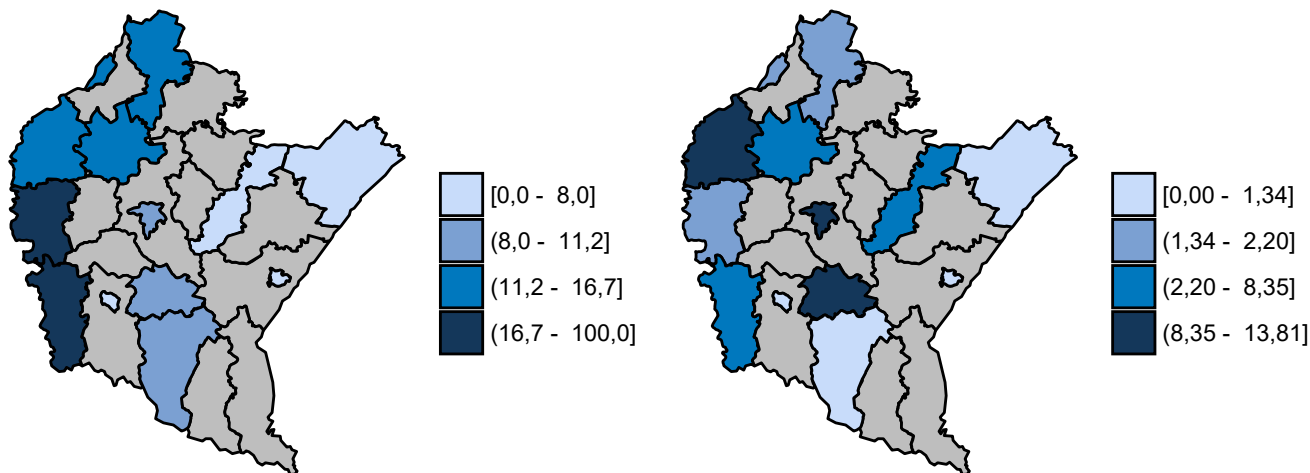 [0,0 - 8,0]
(8,0 - 11,2]
(11,2 - 16,7]
(16,7 - 100,0]
[0,00 - 1,34]
(1,34 - 2,20]
(2,20 - 8,35]
(8,35 - 13,81]